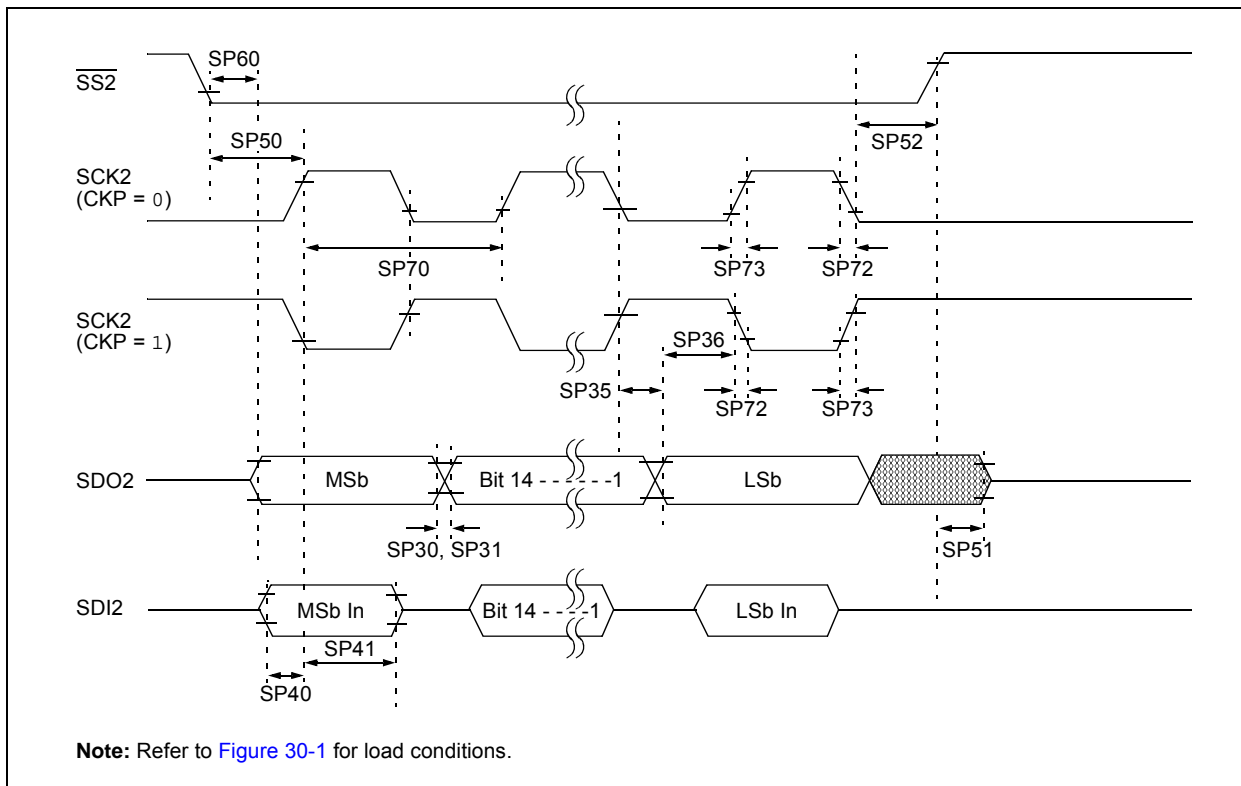 SP60
SS2
SP50
SP52
SCK2
(CKP = 0)
SP70
SP73
SP72
SCK2
(CKP = 1)
SP36
SP35
SP72
SP73
SDO2
MSb
Bit 14 - - - - - -1
LSb
SP30, SP31
SP51
SDI2
MSb In
Bit 14 - - - -1
LSb In
SP41
SP40
Note: Refer to Figure 30-1 for load conditions.